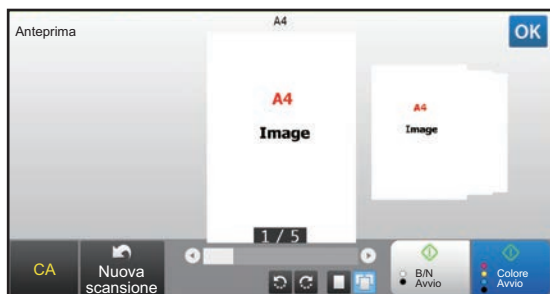 A4
Anteprima
OK
A4
Image
A4
Image
1 / 5
CA
Nuova
scansione
B/N
Avvio
Colore
Avvio